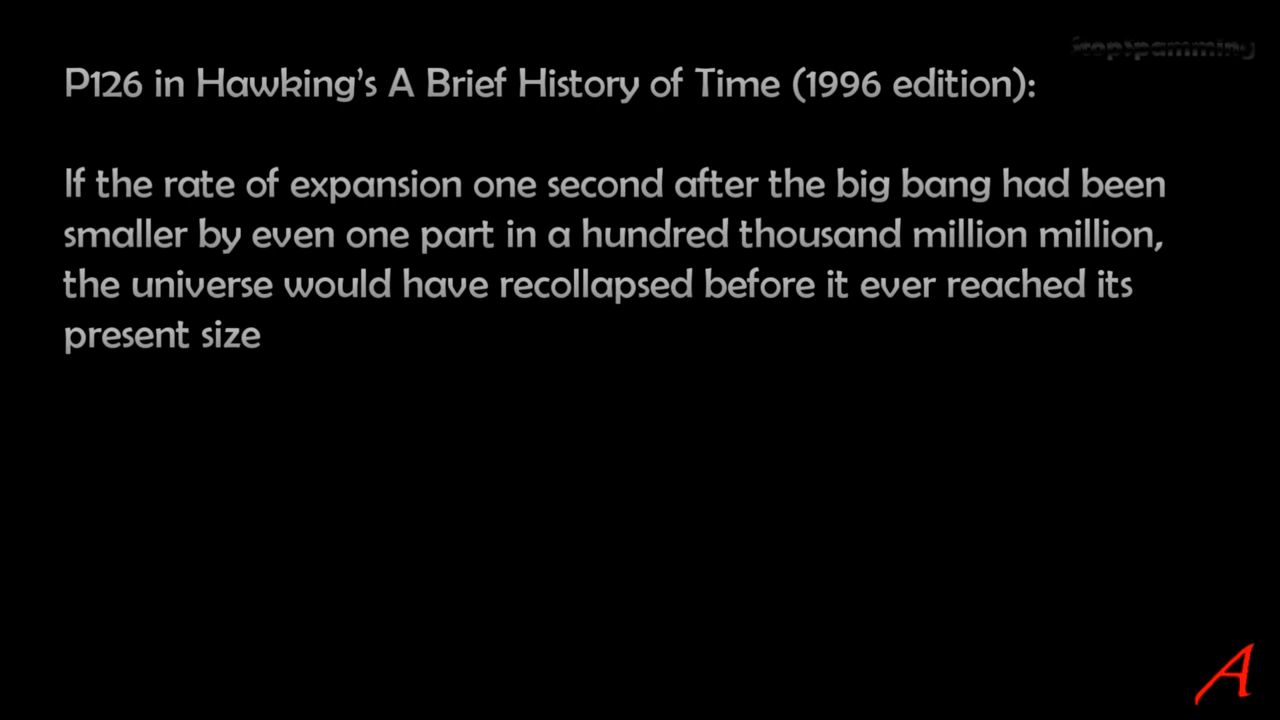 StopSpamming
P126 in Hawking's A Brief History of Time (1996 edition):
If the rate of expansion one second after the big bang had been
smaller by even one part in a hundred thousand million million,
the universe would have recollapsed before it ever reached its
present size
A